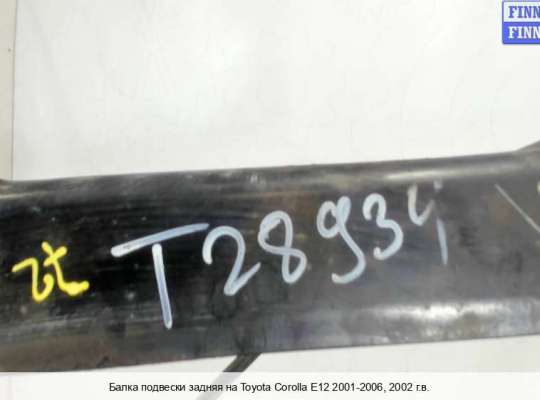 FINN
FINN
T28934
Балка подвески задняя на Toyota Corolla E12 2001-2006, 2002 г.в.